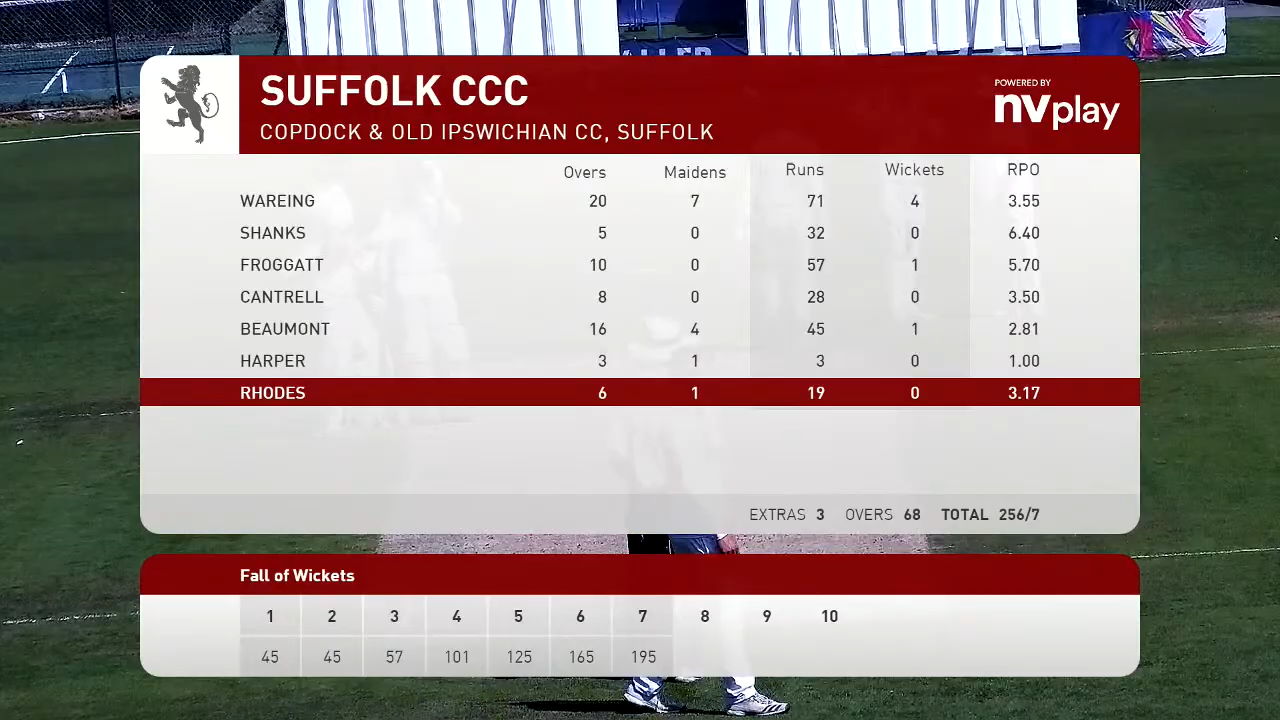 ALLER
SUFFOLK CCC
COPDOCK & OLD IPSWICHIAN CC, SUFFOLK
POWERED BY
nvplay
Overs Maidens Runs Wickets RPO
WAREING 20 7 71 4 3.55
SHANKS 5 0 32 0 6.40
FROGGATT 10 0 57 1 5.70
CANTRELL 8 0 28 0 3.50
BEAUMONT 16 4 45 1 2.81
HARPER 3 1 3 0 1.00
RHODES 6 1 19 0 3.17
EXTRAS 3 OVERS 68 TOTAL 256/7
Fall of Wickets
1 2 3 4 5 6 7 8 9 10
45 45 57 101 125 165 195